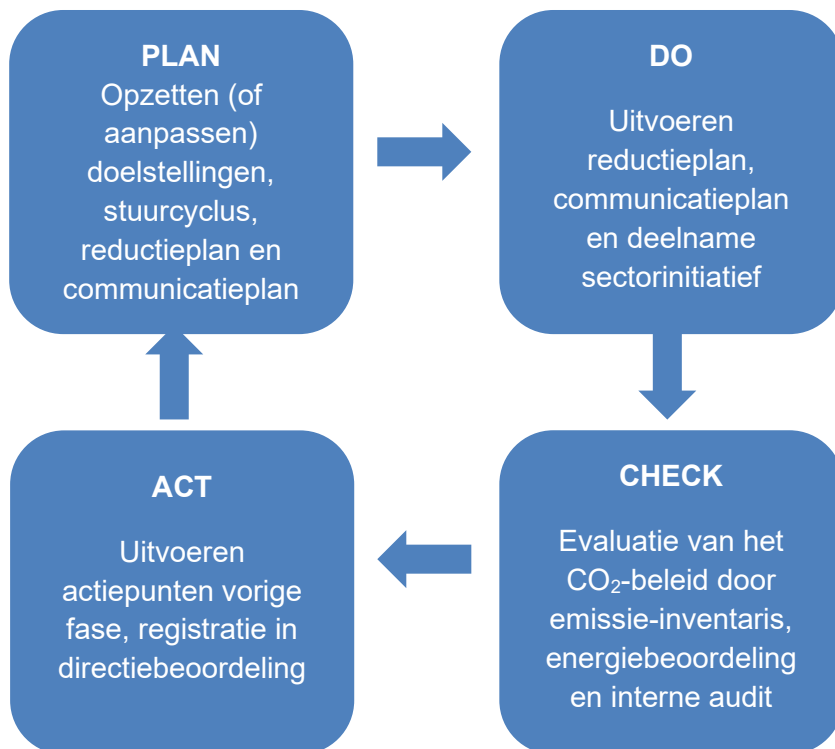 PLAN
Opzetten (of
aanpassen)
doelstellingen,
stuurcyclus,
reductieplan en
communicatieplan
DO
Uitvoeren
reductieplan,
communicatieplan
en deelname
sectorinitiatief
ACT
Uitvoeren
actiepunten vorige
fase, registratie in
directiebeoordeling
CHECK
Evaluatie van het
CO₂-beleid door
emissie-inventaris,
energiebeoordeling
en interne audit